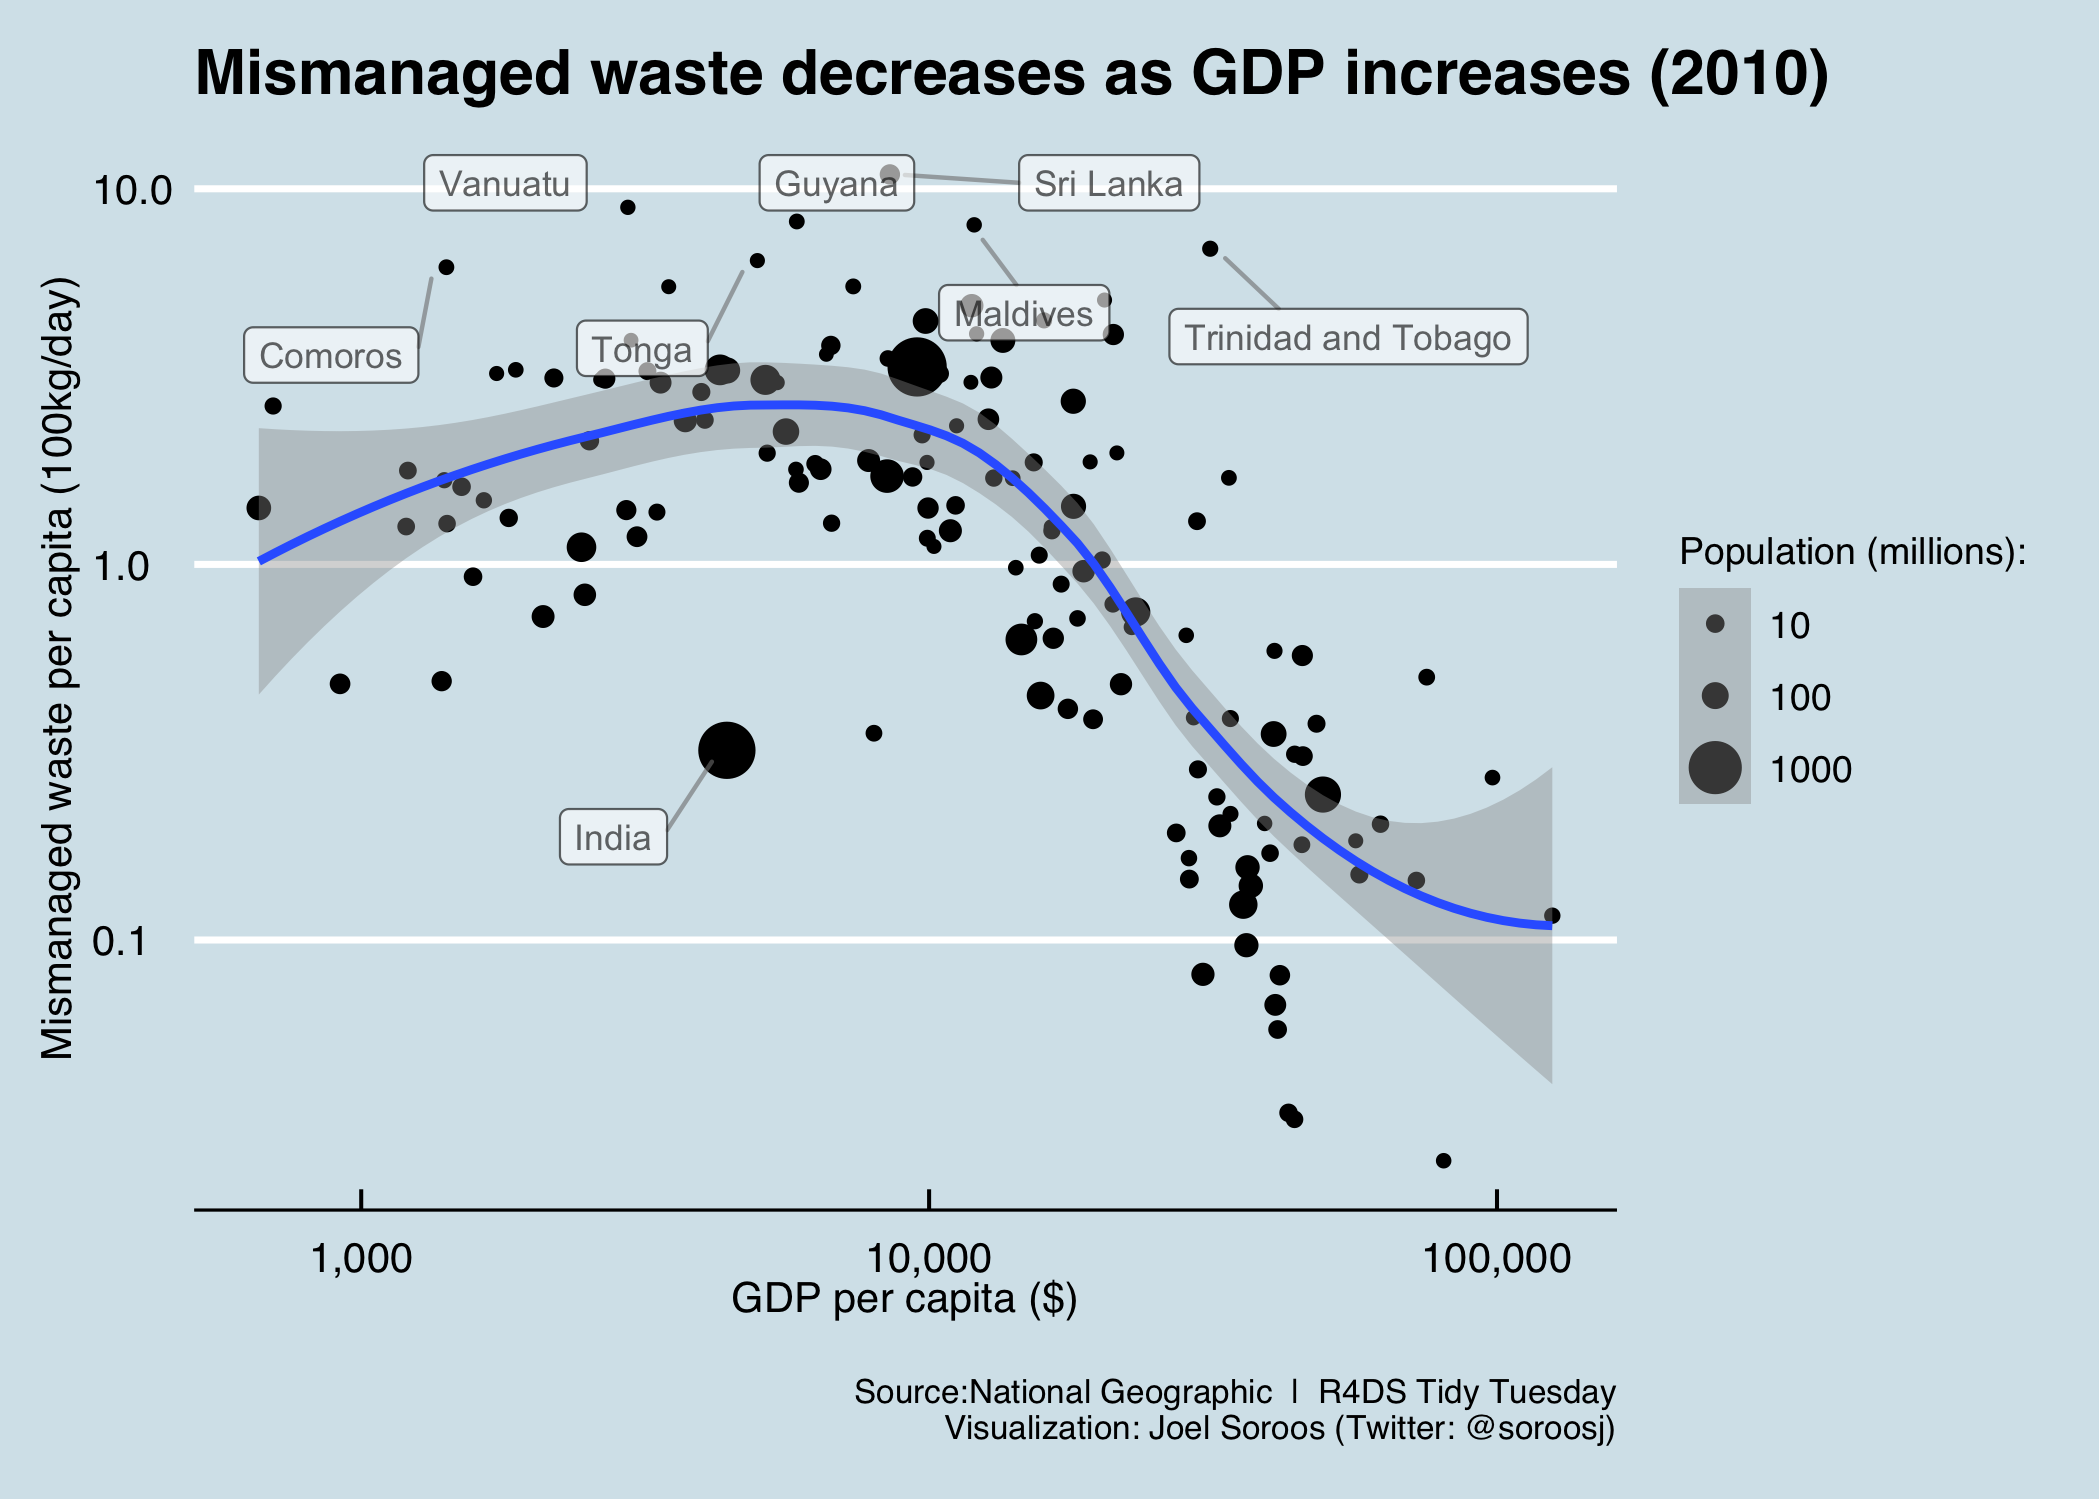 Mismanaged waste decreases as GDP increases (2010)
Mismanaged waste per capita (100kg/day)
10.0
1.0
0.1
Vanuatu
Guyana
Sri Lanka
Comoros
Tonga
Maldives
Trinidad and Tobago
India
Population (millions):
10
100
1000
1,000
10,000
100,000
GDP per capita ($)
Source:National Geographic | R4DS Tidy Tuesday
Visualization: Joel Soroos (Twitter: @soroosj)